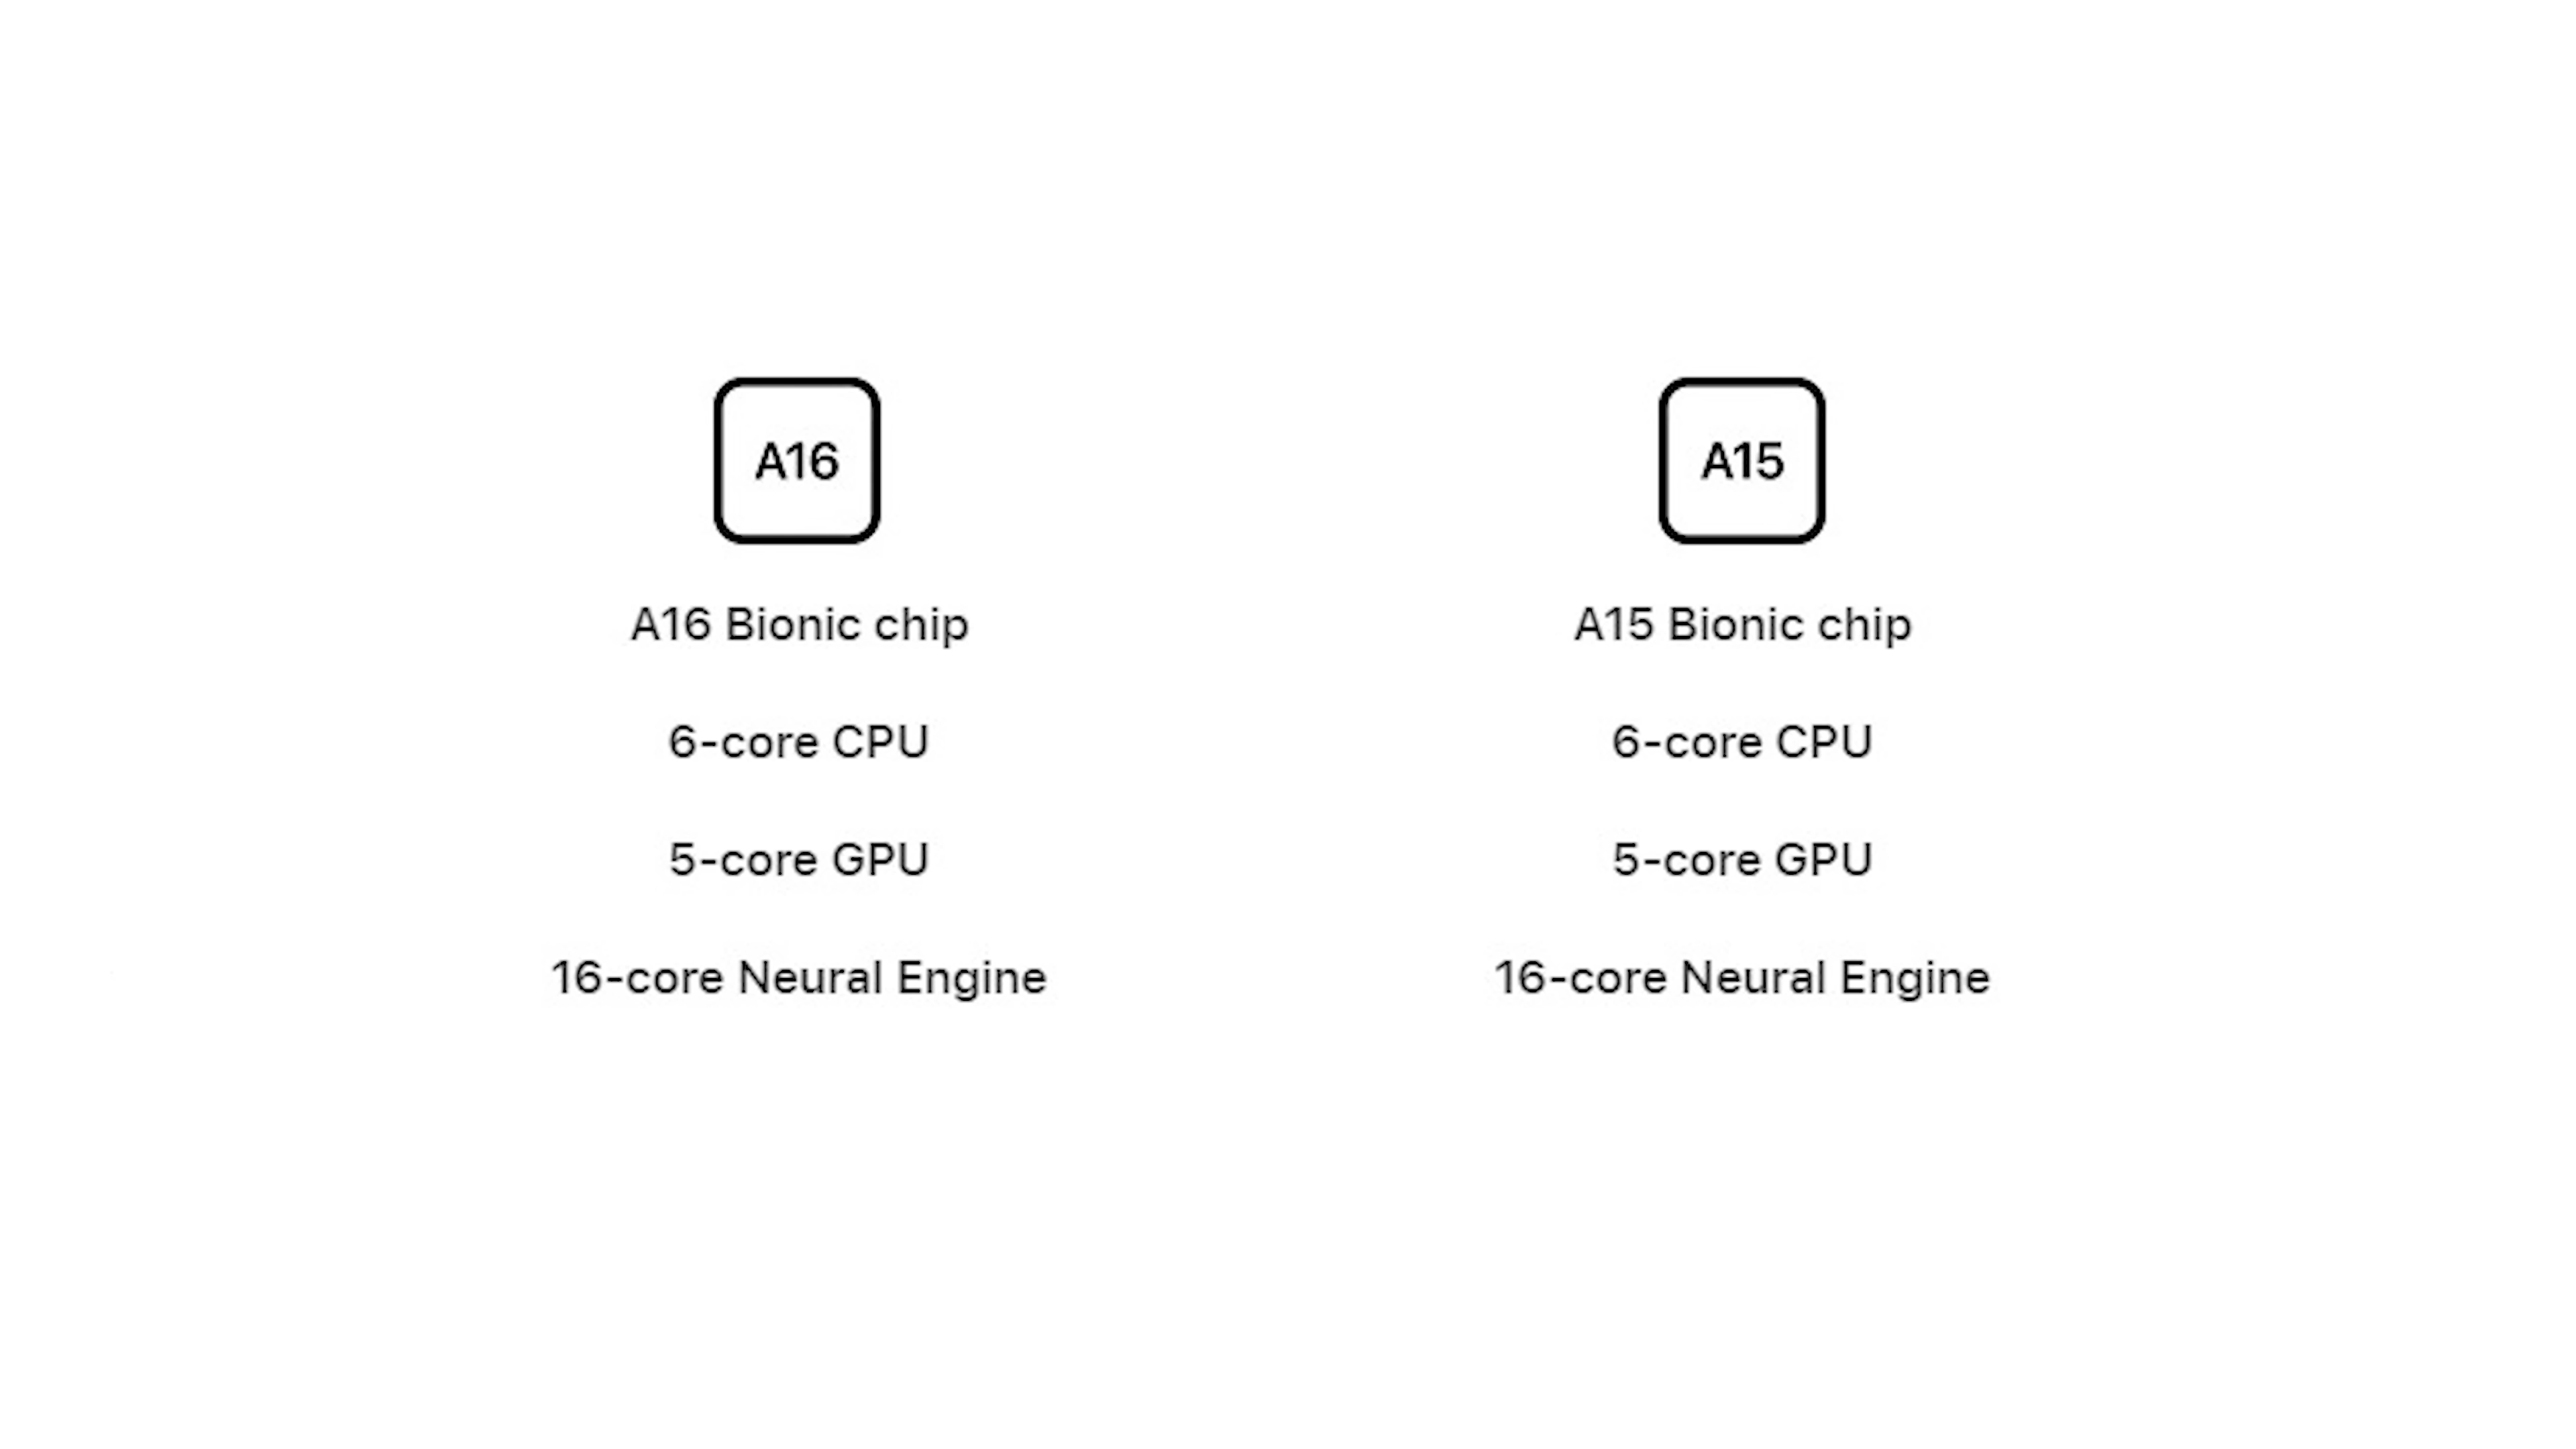 A16
A16 Bionic chip
6-core CPU
5-core GPU
16-core Neural Engine
A15
A15 Bionic chip
6-core CPU
5-core GPU
16-core Neural Engine